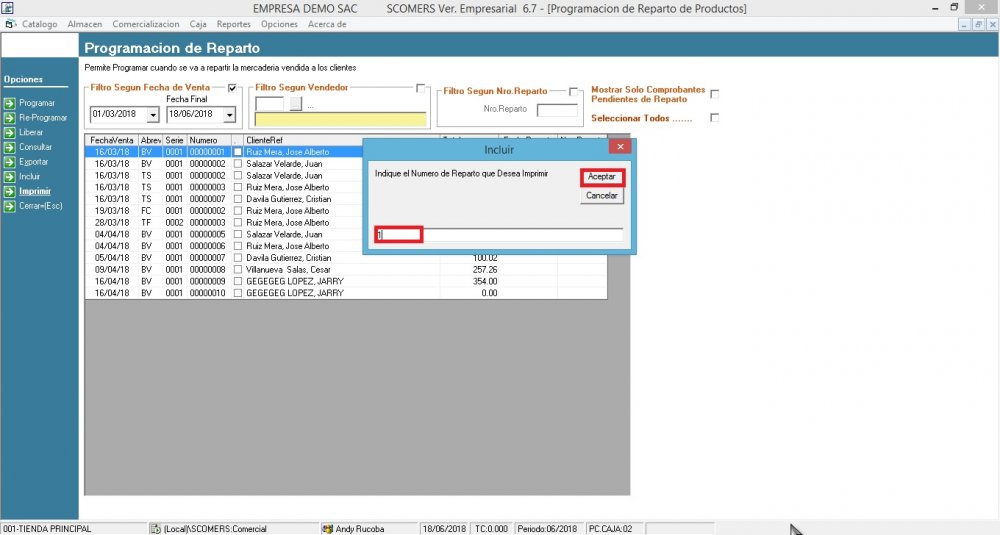 EMPRESA DEMO SAC SCOMERS Ver. Empresarial 6.7 - [Programacion de Reparto de Productos]
Catalogo Almacen Comercializacion Caja Reportes Opciones Acerca de
Programacion de Reparto
Permite Programar cuando se va a repartir la mercaderia vendida a los clientes
Opciones
Programar
Re-Programar
Liberar
Consultar
Exportar
Incluir
Imprimir
Cerrar=(Esc)
Filtro Segun Fecha de Venta
Fecha Final
01/03/2018 18/06/2018
Filtro Segun Vendedor
...
Filtro Segun Nro.Reparto
Nro.Reparto
Mostrar Solo Comprobantes
Pendientes de Reparto
Seleccionar Todos .......
FechaVenta Abrev Serie Numero . ClienteRef
16/03/18 BV 0001 00000001 Ruiz Mera, Jose Alberto
16/03/18 BV 0001 00000002 Salazar Velarde, Juan
16/03/18 TS 0001 00000002 Salazar Velarde, Juan
16/03/18 TS 0001 00000003 Ruiz Mera, Jose Alberto
16/03/18 TS 0001 00000007 Davila Gutierrez, Cristian
19/03/18 FC 0001 00000002 Ruiz Mera, Jose Alberto
28/03/18 TF 0002 00000003 Ruiz Mera, Jose Alberto
04/04/18 BV 0001 00000005 Salazar Velarde, Juan
04/04/18 BV 0001 00000006 Ruiz Mera, Jose Alberto
05/04/18 BV 0001 00000007 Davila Gutierrez, Cristian 100.02
09/04/18 BV 0001 00000008 Villanueva Salas, Cesar 257.26
16/04/18 BV 0001 00000009 GEGEGEG LOPEZ, JARRY 354.00
16/04/18 BV 0001 00000010 GEGEGEG LOPEZ, JARRY 0.00
Incluir
Indique el Numero de Reparto que Desea Imprimir
Aceptar
Cancelar
1
001-TIENDA PRINCIPAL (Local)\SCOMERS:Comercial Andy Rucoba 18/06/2018 TC:0.000 Periodo:06/2018 PC.CAJA:02